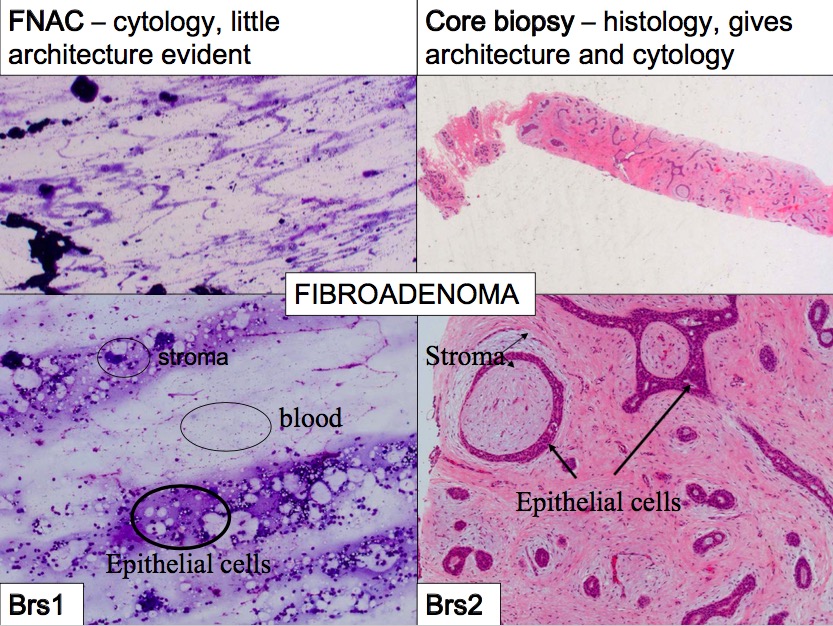 FNAC – cytology, little
architecture evident
Core biopsy – histology, gives
architecture and cytology
FIBROADENOMA
stroma
blood
Epithelial cells
Brs1
Stroma
Epithelial cells
Brs2